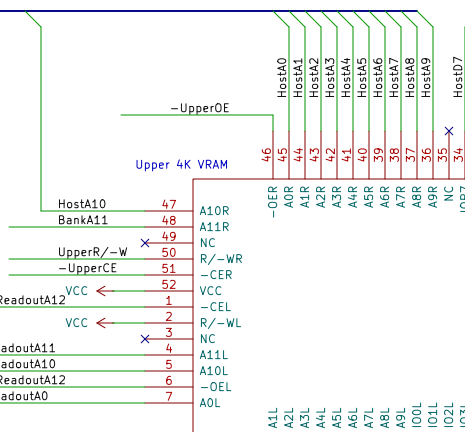 HostA0
HostA1
HostA2
HostA3
HostA4
HostA5
HostA6
HostA7
HostA8
HostA9
HostD7
-UpperOE
46
45
44
43
42
41
40
39
38
37
36
35
34
Upper 4K VRAM
-OER
A0R
A1R
A2R
A3R
A4R
A5R
A6R
A7R
A8R
A9R
NC
HostA10 47 A10R
BankA11 48 A11R
49 NC
UpperR/-W 50 R/-WR
-UpperCE 51 -CER
VCC 52 VCC
ReadoutA12 1 -CEL
VCC 2 R/-WL
3 NC
adoutA11 4 A11L
adoutA10 5 A10L
ReadoutA12 6 -OEL
adoutA0 7 A0L
A1L
A2L
A3L
A4L
A5L
A6L
A7L
A8L
A9L
IO0L
IO1L
IO2L